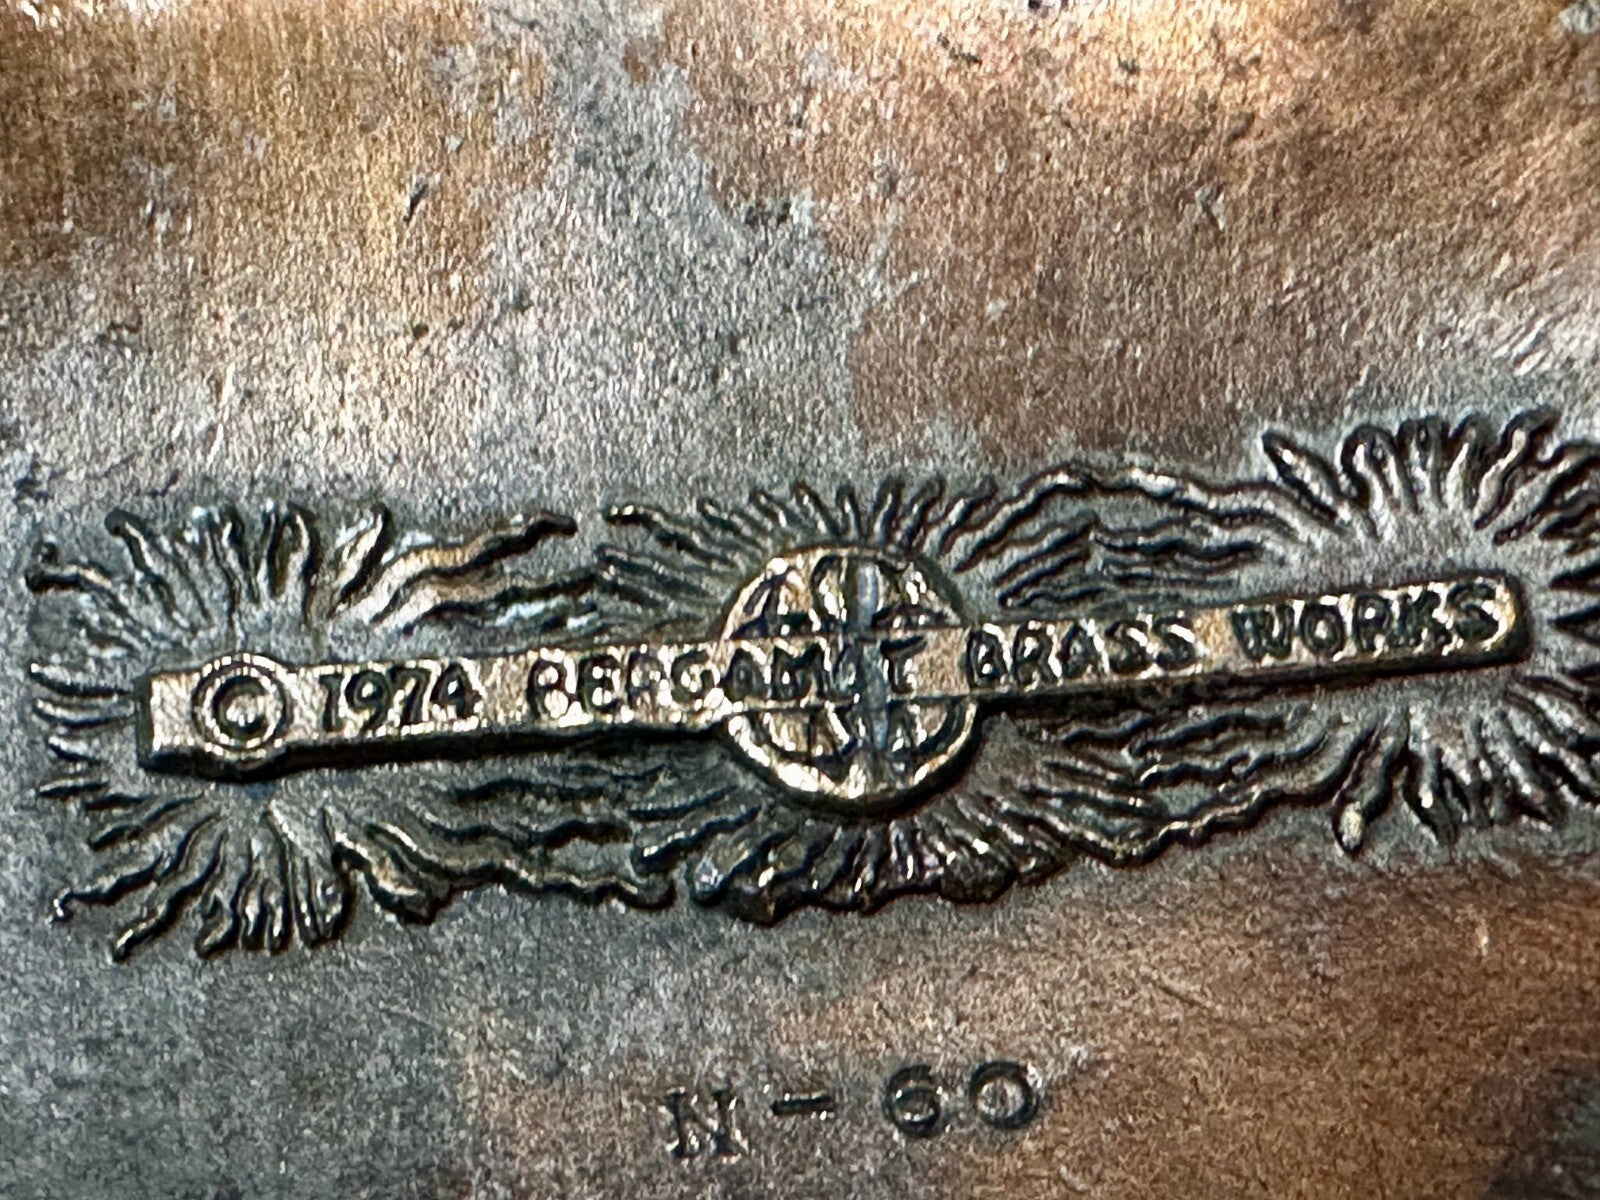 © 1974 BERGAMOT BRASS WORKS
N-60